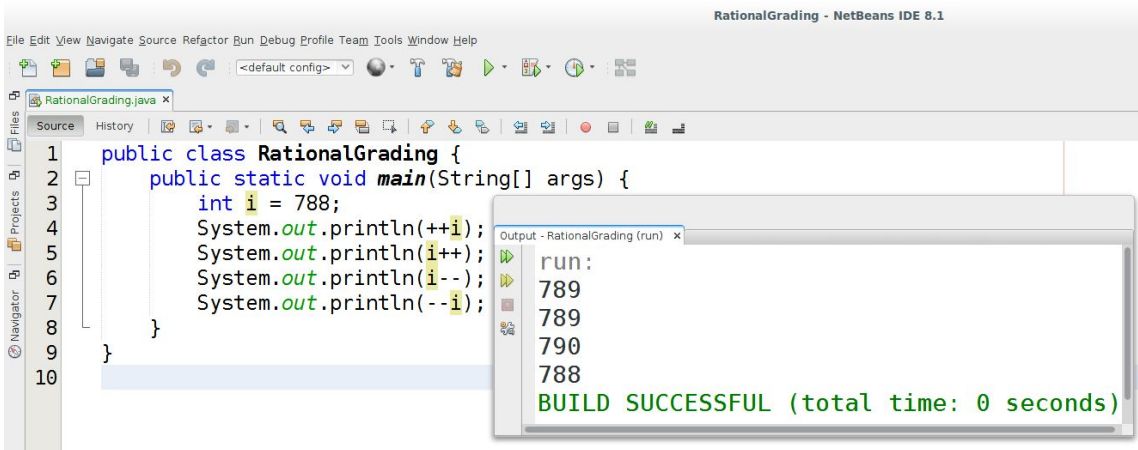 RationalGrading - NetBeans IDE 8.1
File Edit View Navigate Source Refactor Run Debug Profile Team Tools Window Help
<default config>
RationalGrading.java ×
Files
Projects
Navigator
Source History
1 public class RationalGrading {
2 public static void main(String[] args) {
3 int i = 788;
4 System.out.println(++i);
5 System.out.println(i++);
6 System.out.println(i--);
7 System.out.println(--i);
8 }
9 }
10
Output - RationalGrading (run) ×
run:
789
789
790
788
BUILD SUCCESSFUL (total time: 0 seconds)